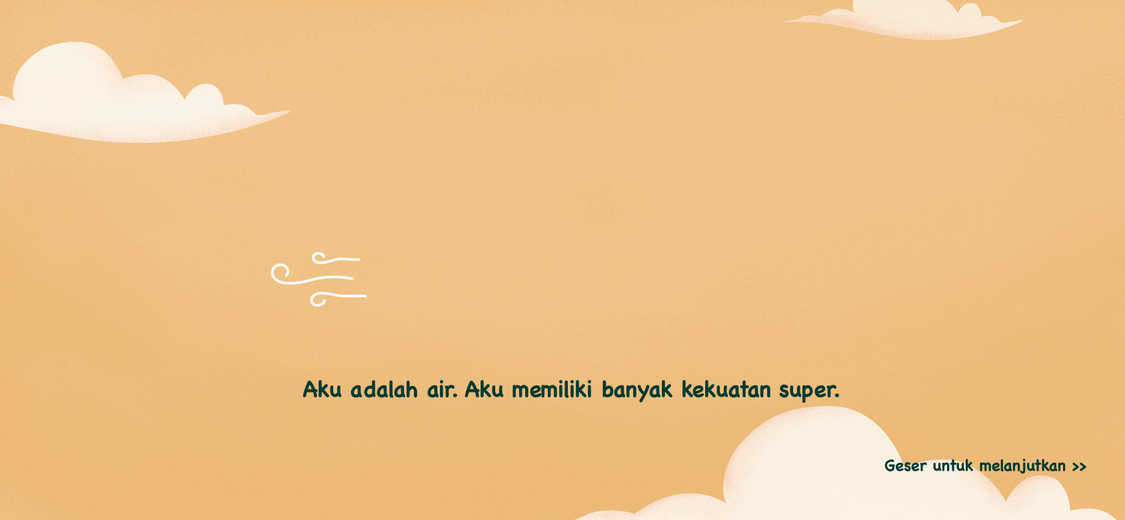 Aku adalah air. Aku memiliki banyak kekuatan super.
Geser untuk melanjutkan >>